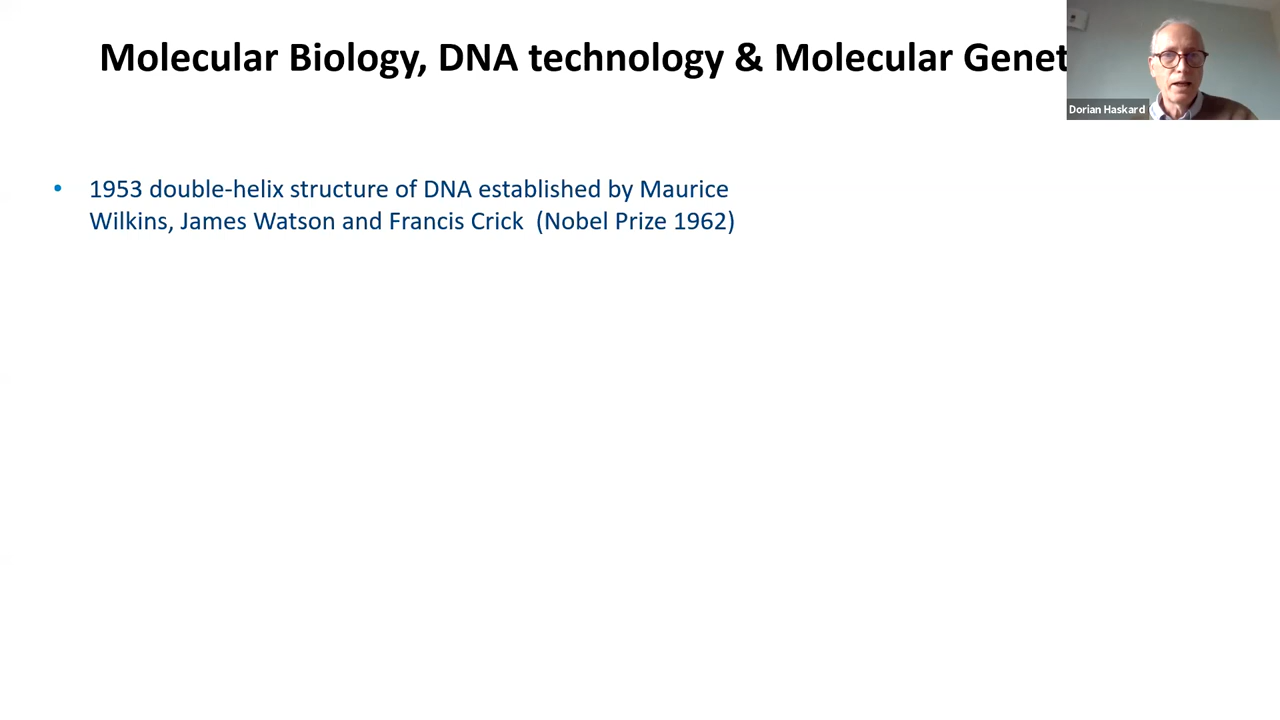 Molecular Biology, DNA technology & Molecular Genet
Dorian Haskard
• 1953 double-helix structure of DNA established by Maurice
Wilkins, James Watson and Francis Crick  (Nobel Prize 1962)